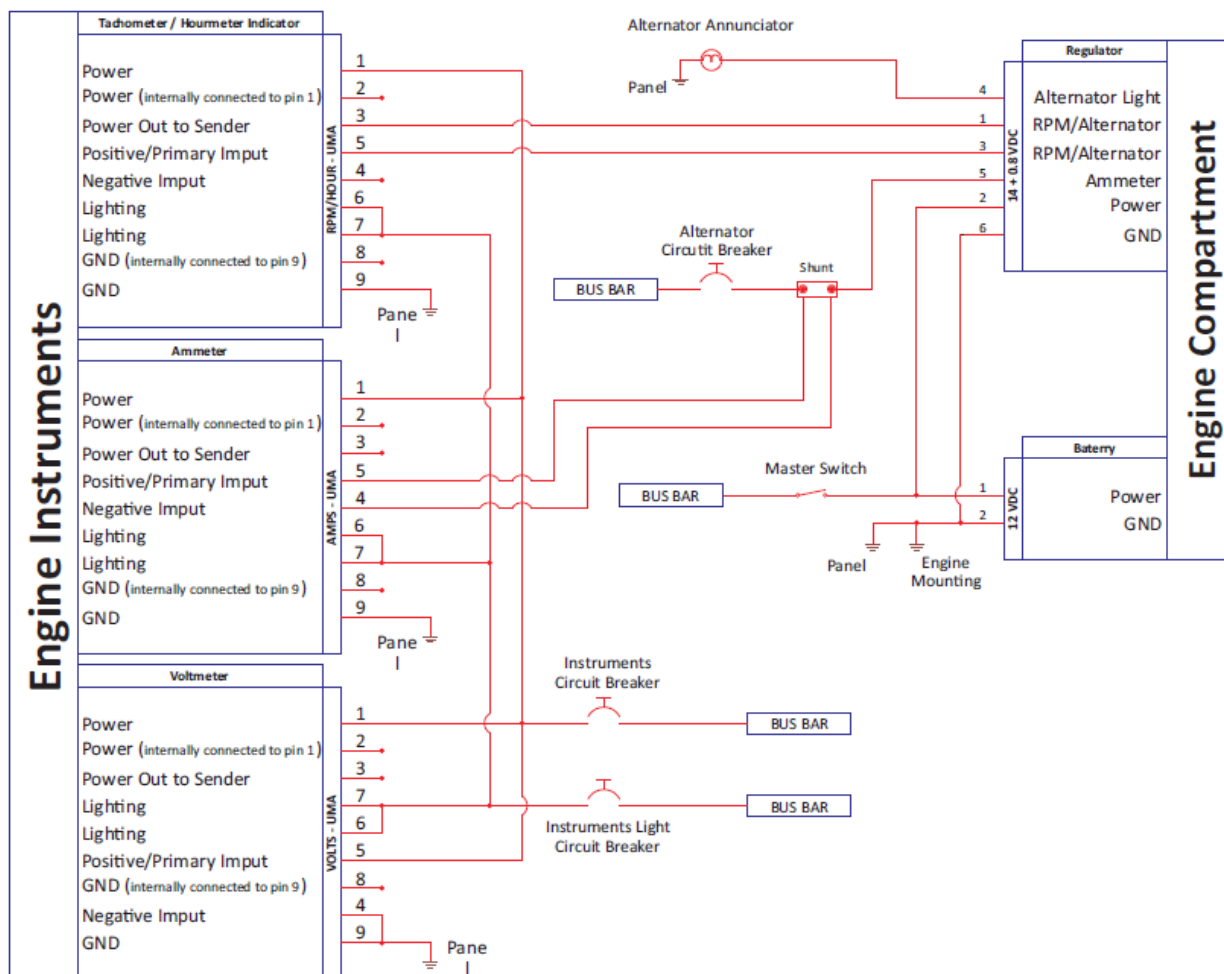 Engine Instruments
Tachometer / Hourmeter Indicator
RPM/HOUR - UMA
Power 1
Power (internally connected to pin 1) 2
Power Out to Sender 3
Positive/Primary Imput 5
Negative Imput 4
Lighting 6
Lighting 7
GND (internally connected to pin 9) 8
GND 9
Pane
l
Ammeter
AMPS - UMA
Power 1
Power (internally connected to pin 1) 2
Power Out to Sender 3
Positive/Primary Imput 5
Negative Imput 4
Lighting 6
Lighting 7
GND (internally connected to pin 9) 8
GND 9
Pane
l
Voltmeter
VOLTS - UMA
Power 1
Power (internally connected to pin 1) 2
Power Out to Sender 3
Lighting 7
Lighting 6
Positive/Primary Imput 5
GND (internally connected to pin 9) 8
Negative Imput 4
GND 9
Pane
l
Alternator Annunciator
Panel
Alternator
Circutit Breaker
BUS BAR
Shunt
Master Switch
BUS BAR
Panel
Engine
Mounting
Instruments
Circuit Breaker
BUS BAR
Instruments Light
Circuit Breaker
BUS BAR
Engine Compartment
Regulator
14 + 0.8 VDC
4 Alternator Light
1 RPM/Alternator
3 RPM/Alternator
5 Ammeter
2 Power
6 GND
Baterry
12 VDC
1 Power
2 GND